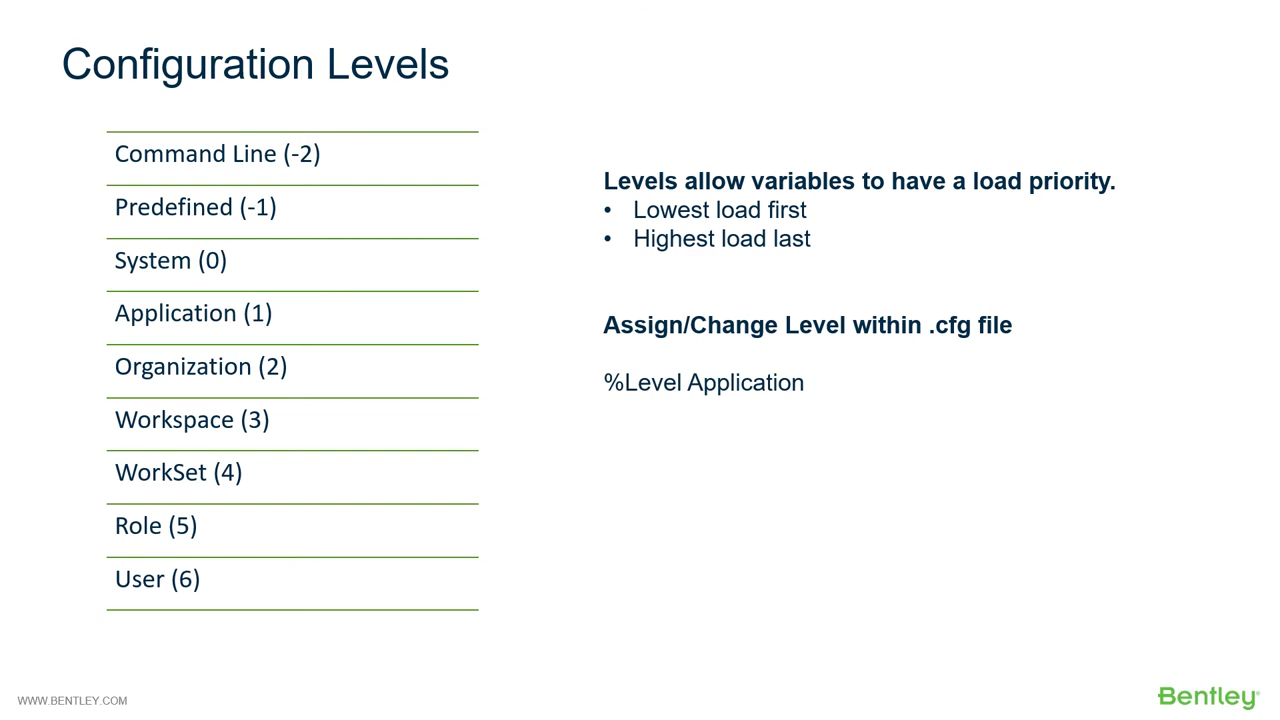 Configuration Levels
Command Line (-2)
Predefined (-1)
System (0)
Application (1)
Organization (2)
Workspace (3)
WorkSet (4)
Role (5)
User (6)
Levels allow variables to have a load priority.
• Lowest load first
• Highest load last
Assign/Change Level within .cfg file
%Level Application
WWW.BENTLEY.COM
Bentley®